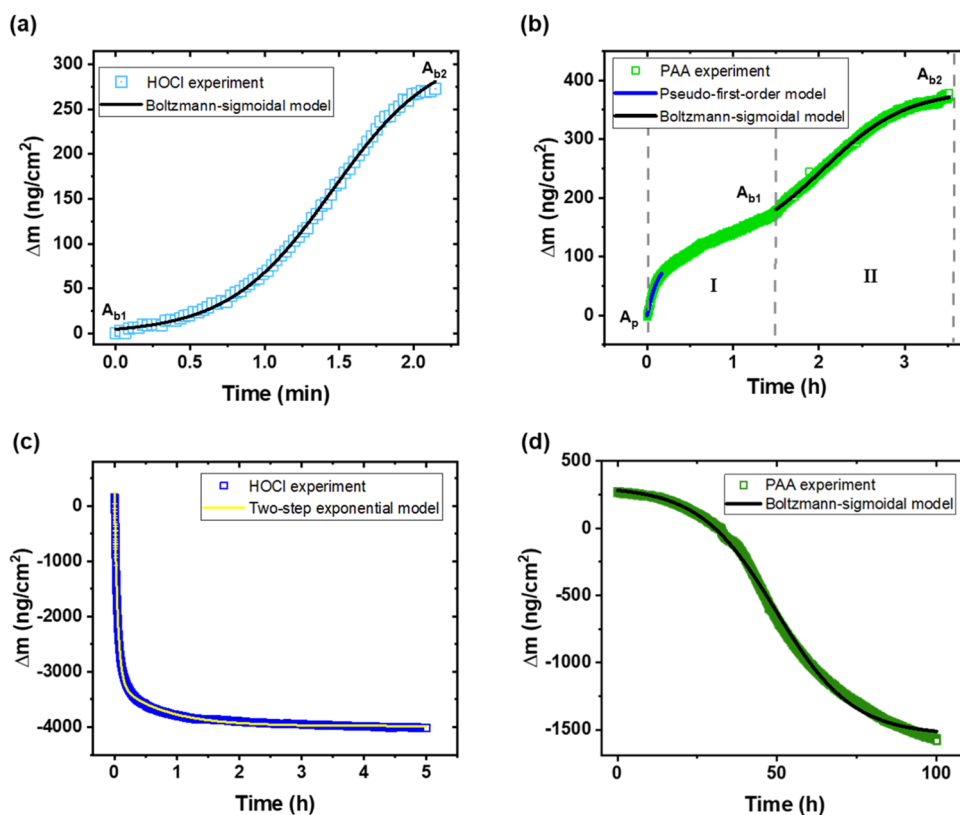 (a)
300
250
200
150
100
50
0
Δm (ng/cm²)
HOCl experiment
Boltzmann-sigmoidal model
A_b2
A_b1
0.0 0.5 1.0 1.5 2.0
Time (min)
(b)
400
300
200
100
0
Δm (ng/cm²)
PAA experiment
Pseudo-first-order model
Boltzmann-sigmoidal model
A_b2
A_b1
I
II
A_p
0 1 2 3
Time (h)
(c)
0
-1000
-2000
-3000
-4000
Δm (ng/cm²)
HOCl experiment
Two-step exponential model
0 1 2 3 4 5
Time (h)
(d)
500
0
-500
-1000
-1500
Δm (ng/cm²)
PAA experiment
Boltzmann-sigmoidal model
0 50 100
Time (h)